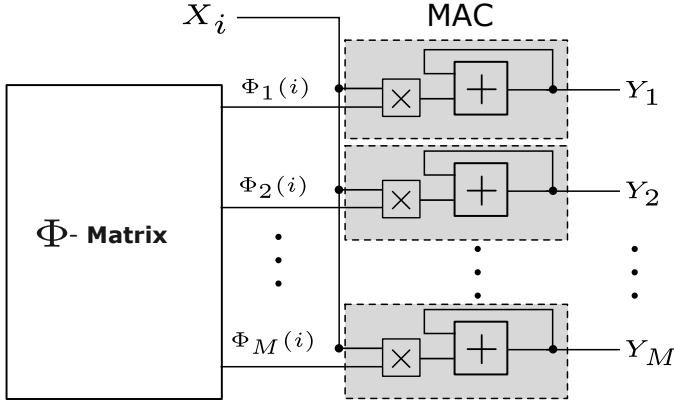 X_i
MAC
Φ_1(i)
×
+
Y_1
Φ_2(i)
×
+
Y_2
Φ- Matrix
Φ_M(i)
×
+
Y_M